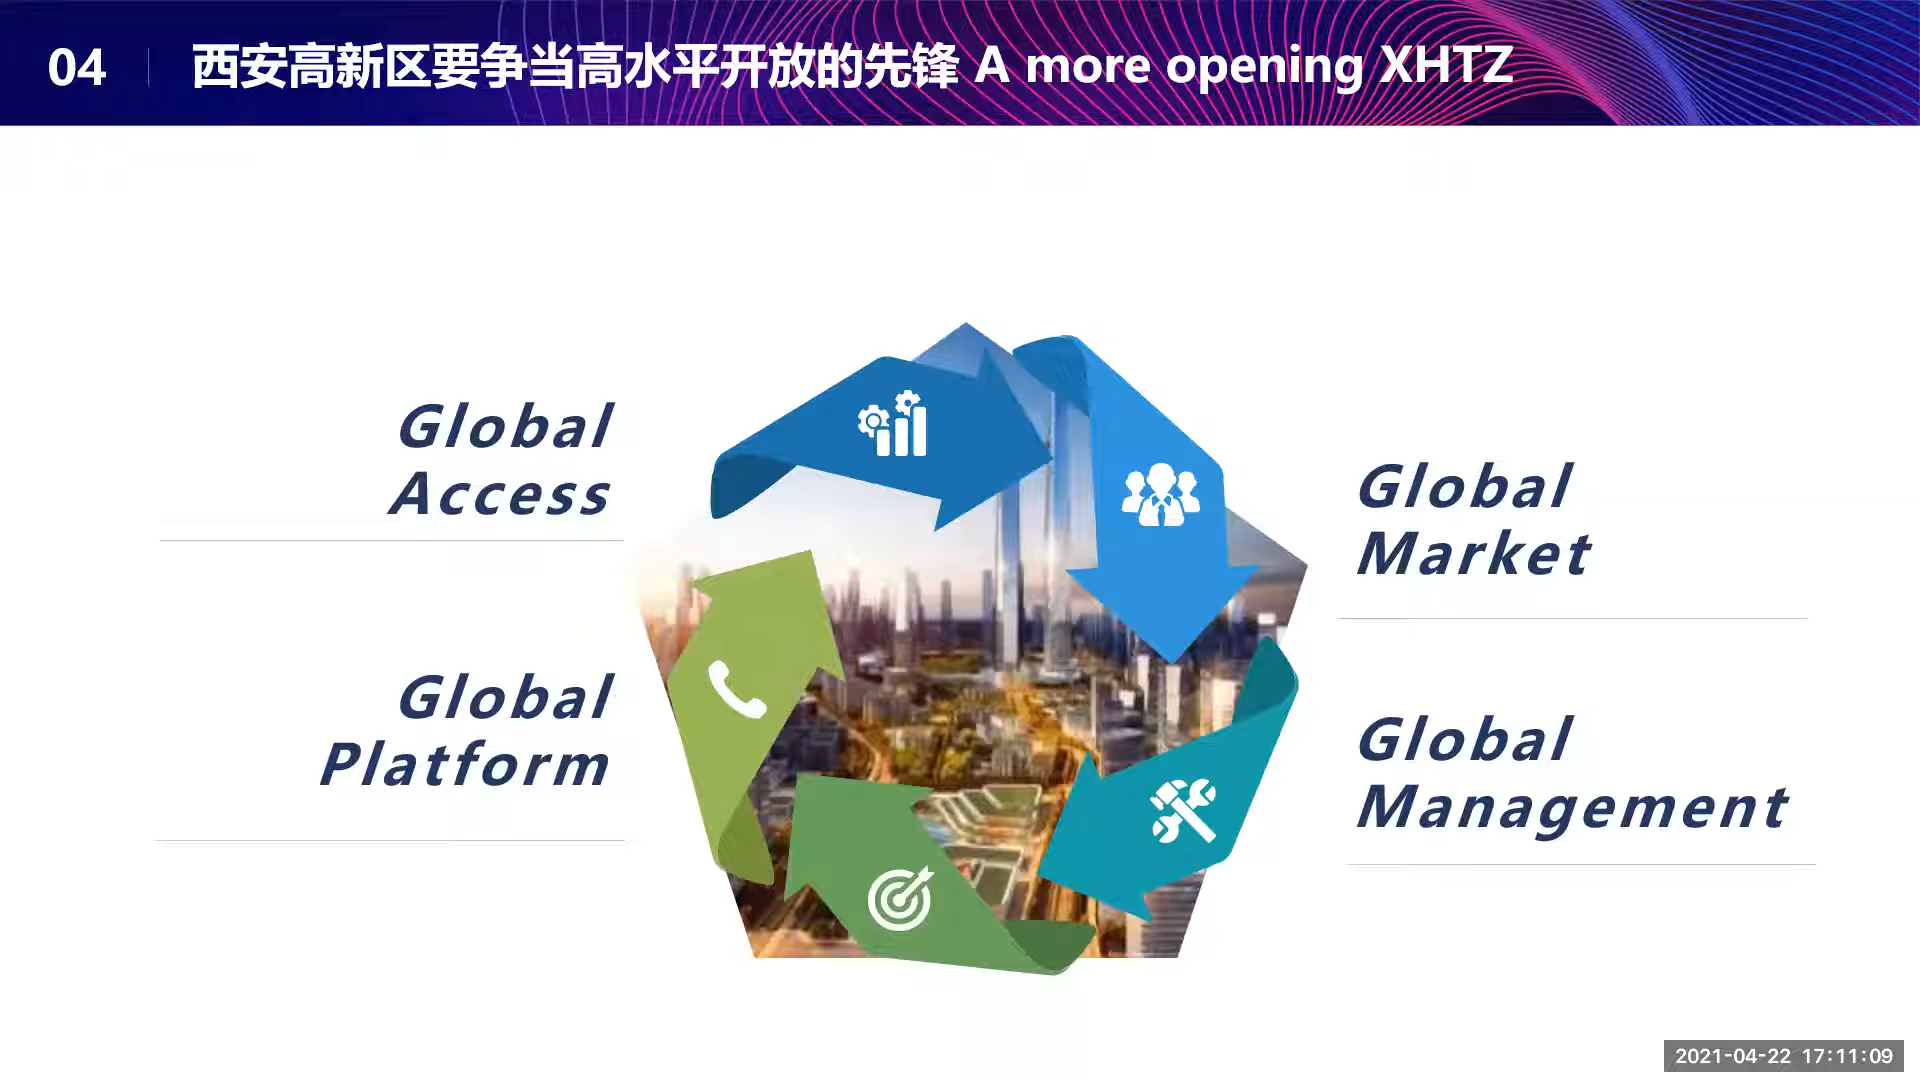 04
西安高新区要争当高水平开放的先锋 A more opening XHTZ
Global
Access
Global
Market
Global
Platform
Global
Management
2021-04-22 17:11:09